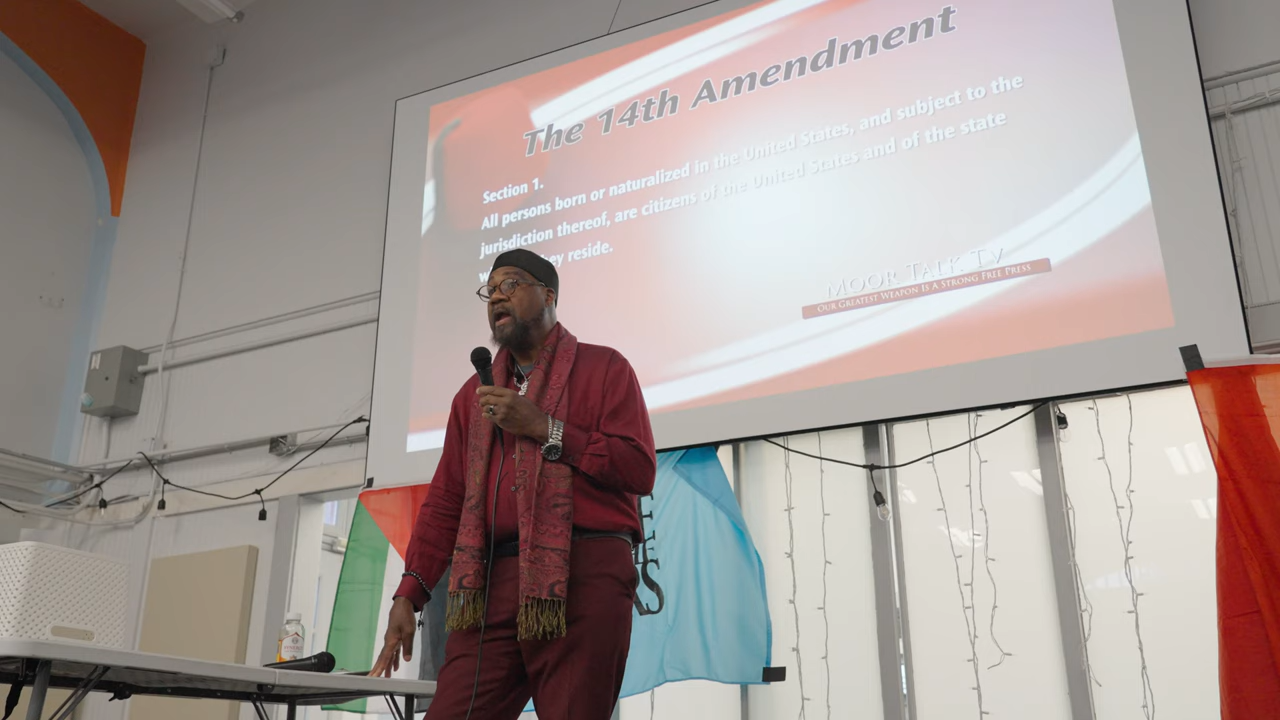 The 14th Amendment
Section 1.
All persons born or naturalized in the United States, and subject to the
jurisdiction thereof, are citizens of the United States and of the state
they reside.
MOOR TALK TV
OUR GREATEST WEAPON IS A STRONG FREE PRESS